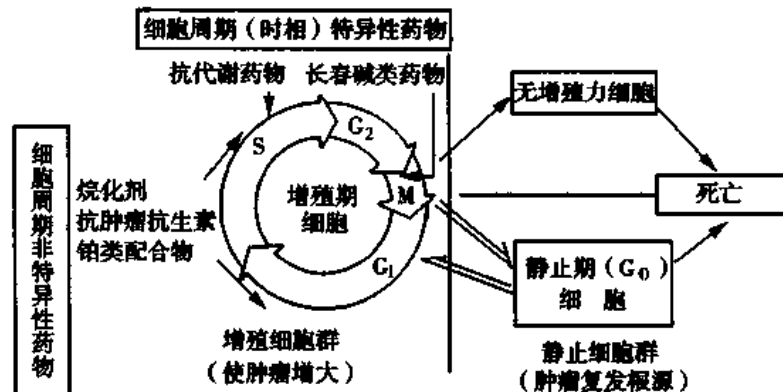 细胞周期（时相）特异性药物
抗代谢药物 长春碱类药物
S
G₂
M
G₁
增殖期
细胞
细胞周期非特异性药物
烷化剂
抗肿瘤抗生素
铂类配合物
增殖细胞群
（使肿瘤增大）
无增殖力细胞
死亡
静止期（G₀）
细 胞
静止细胞群
（肿瘤复发根源）